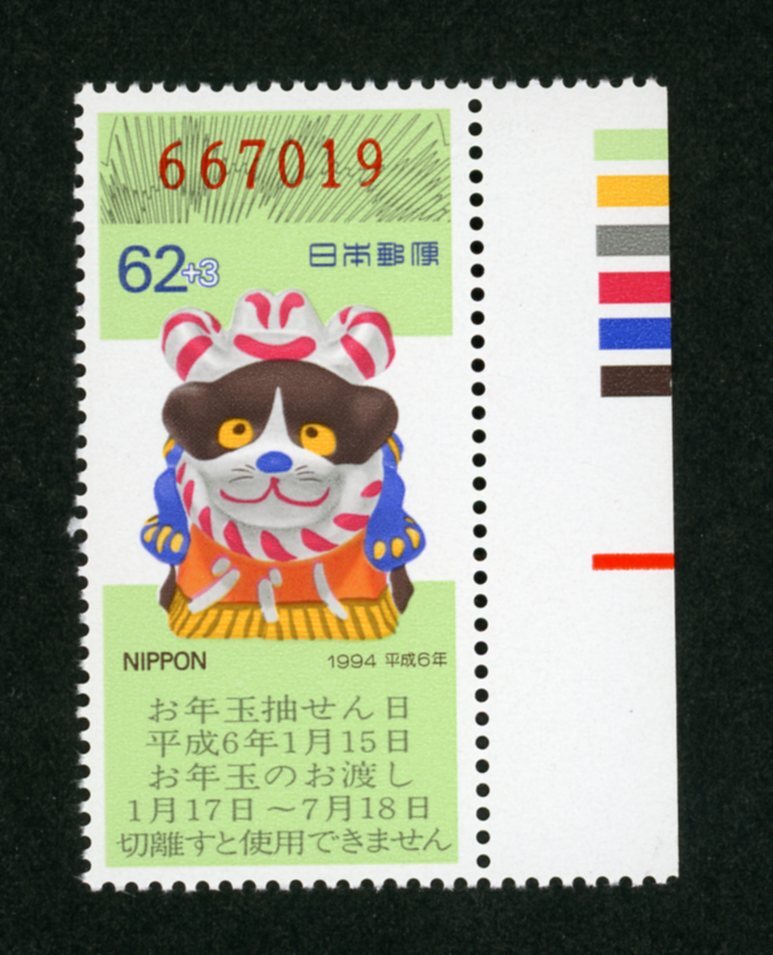 667019
62+3 日本郵便
NIPPON 1994 平成6年
お年玉抽せん日
平成6年1月15日
お年玉のお渡し
1月17日～7月18日
切離すと使用できません